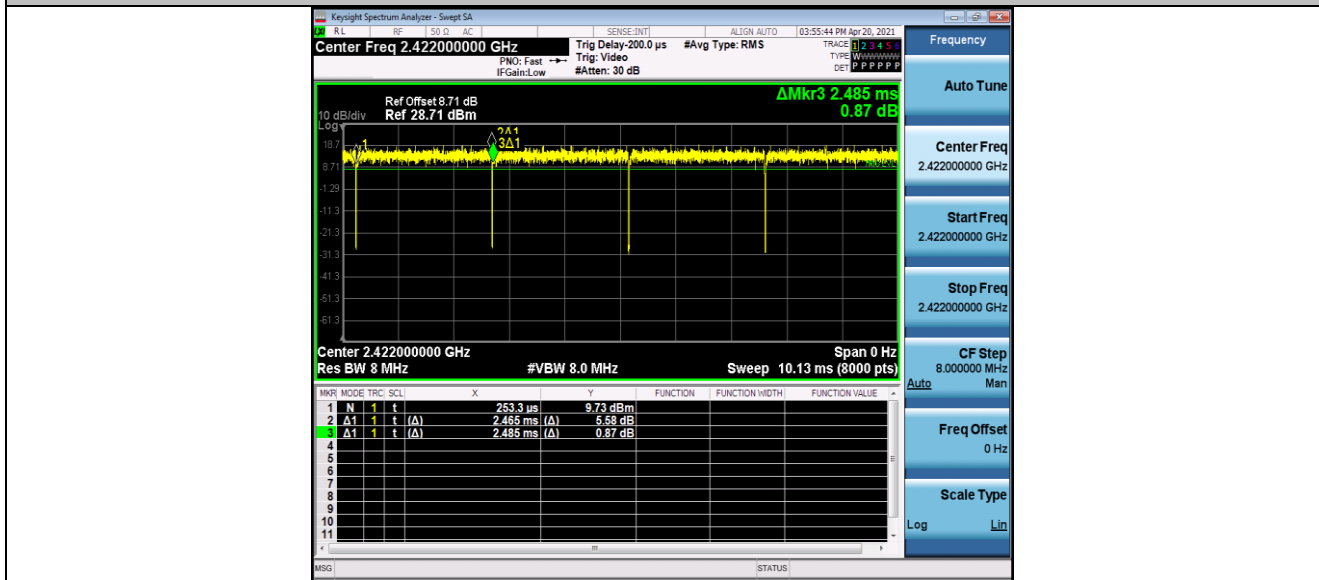 Keysight Spectrum Analyzer - Swept SA
RL RF 50 Ω AC SENSE:INT ALIGN AUTO 03:55:44 PM Apr 20, 2021
Center Freq 2.422000000 GHz
PNO: Fast
IFGain:Low
Trig Delay-200.0 µs
Trig: Video
#Atten: 30 dB
#Avg Type: RMS
TRACE 1 2 3 4 5 6
TYPE W
DET P P P P P P
ΔMkr3 2.485 ms
0.87 dB
Ref Offset 8.71 dB
10 dB/div Ref 28.71 dBm
Log
18.7
8.71
-1.29
-11.3
-21.3
-31.3
-41.3
-51.3
-61.3
1
2Δ1
3Δ1
Center 2.422000000 GHz Span 0 Hz
Res BW 8 MHz #VBW 8.0 MHz Sweep 10.13 ms (8000 pts)
MKR MODE TRC SCL X Y FUNCTION FUNCTION WIDTH FUNCTION VALUE
1 N 1 t 253.3 µs 9.73 dBm
2 Δ1 1 t (Δ) 2.465 ms (Δ) 5.58 dB
3 Δ1 1 t (Δ) 2.485 ms (Δ) 0.87 dB
4
5
6
7
8
9
10
11
MSG STATUS
Frequency
Auto Tune
Center Freq
2.422000000 GHz
Start Freq
2.422000000 GHz
Stop Freq
2.422000000 GHz
CF Step
8.000000 MHz
Auto Man
Freq Offset
0 Hz
Scale Type
Log Lin